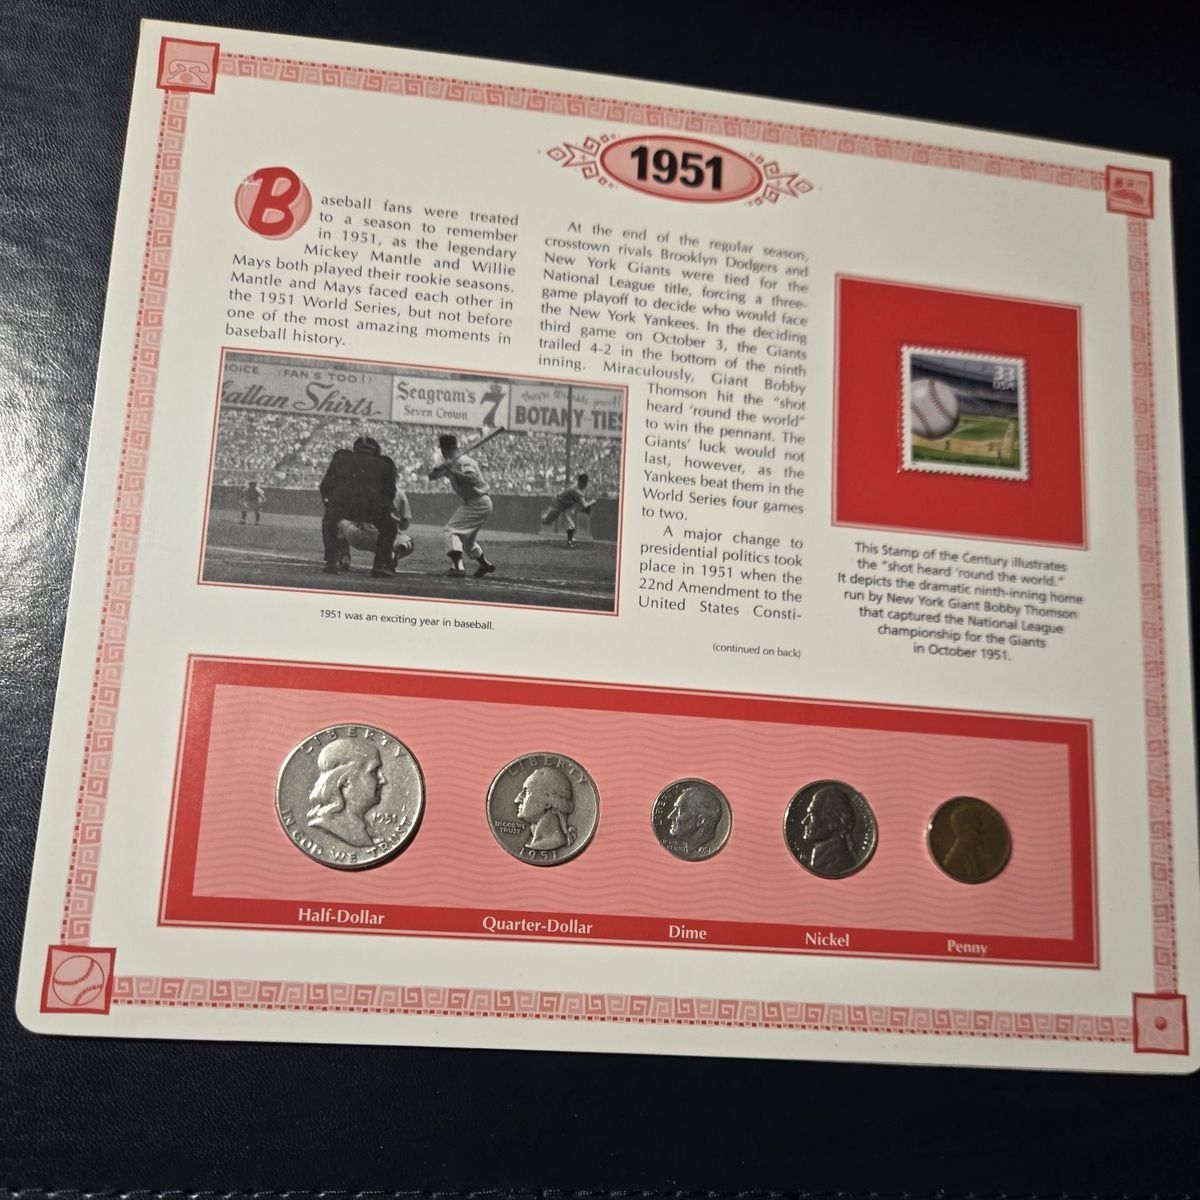 1951
Baseball fans were treated
to a season to remember
in 1951, as the legendary
Mickey Mantle and Willie
Mays both played their rookie seasons.
Mantle and Mays faced each other in
the 1951 World Series, but not before
one of the most amazing moments in
baseball history.
At the end of the regular season,
crosstown rivals Brooklyn Dodgers and
New York Giants were tied for the
National League title, forcing a three-
game playoff to decide who would face
the New York Yankees. In the deciding
third game on October 3, the Giants
trailed 4-2 in the bottom of the ninth
inning. Miraculously, Giant Bobby
Thomson hit the "shot
heard 'round the world"
to win the pennant. The
Giants' luck would not
last, however, as the
Yankees beat them in the
World Series four games
to two.
A major change to
presidential politics took
place in 1951 when the
22nd Amendment to the
United States Consti-
(continued on back)
OICE (FAN'S TOO!)
attan Shirts
Seagram's
Seven Crown
7
BOTANY-TIES
1951 was an exciting year in baseball.
33
USA
This Stamp of the Century illustrates
the "shot heard 'round the world."
It depicts the dramatic ninth-inning home
run by New York Giant Bobby Thomson
that captured the National League
championship for the Giants
in October 1951.
LIBERTY
1951
IN GOD WE TRUST
LIBERTY
IN GOD WE
TRUST
1951
Half-Dollar
Quarter-Dollar
Dime
Nickel
Penny